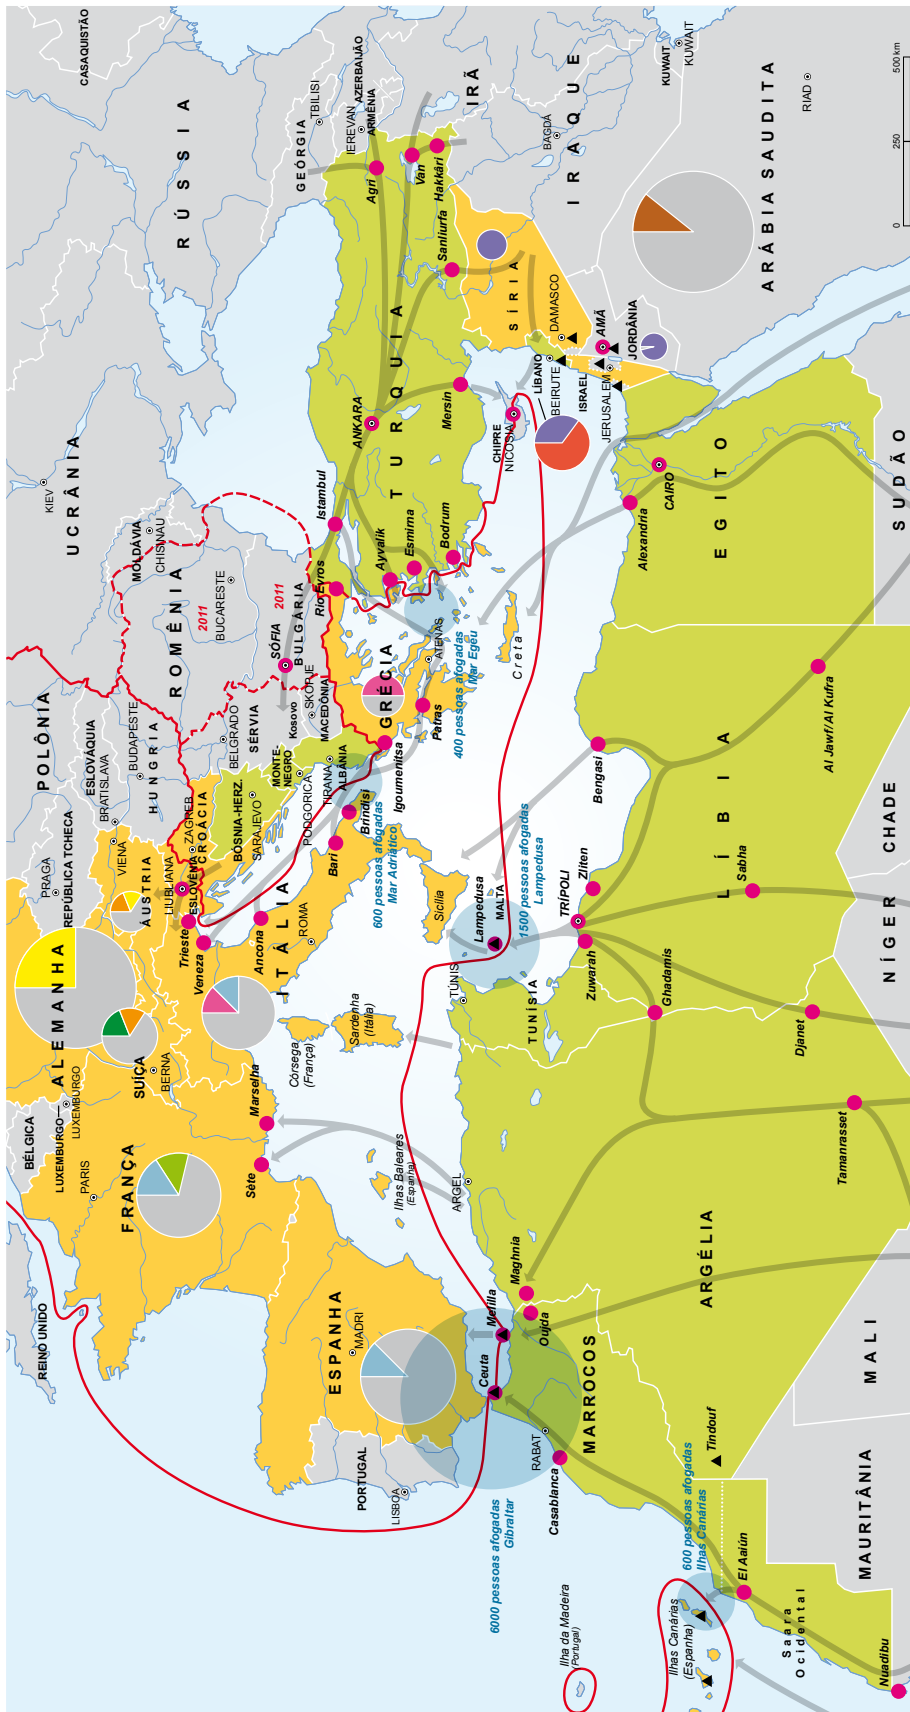 REINO UNIDO
BÉLGICA
LUXEMBURGO
LUXEMBURGO
ALEMANHA
PRAGA
REPÚBLICA TCHECA
POLÔNIA
ESLOVÁQUIA
BRATISLAVA
VIENA
ÁUSTRIA
BUDAPESTE
HUNGRIA
UCRÂNIA
KIEV
MOLDÁVIA
CHISINAU
ROMÊNIA
2011
BUCARESTE
RÚSSIA
CASAQUISTÃO
PARIS
FRANÇA
SUÍÇA
BERNA
LIUBLIANA
ESLOVÊNIA
ZAGREB
CROÁCIA
BÓSNIA-HERZ.
SARAJEVO
BELGRADO
SÉRVIA
MONTE-
NEGRO
PODGORICA
Kosovo
SKOPJE
MACEDÔNIA
TIRANA
ALBÂNIA
SÓFIA
2011
BULGÁRIA
GEÓRGIA
TBILISI
IEREVAN
AZERBAIJÃO
ARMÊNIA
Trieste
Veneza
Ancona
ITÁLIA
ROMA
Bari
Brindisi
Igoumenitsa
GRÉCIA
Patras
ATENAS
Rio Evros
Istambul
Ayvalik
Esmirna
Bodrum
ANKARA
TURQUIA
Mersin
Sanliurfa
Agri
Van
Hakkâri
IRÃ
Marselha
Sète
Córsega
(França)
Sardenha
(Itália)
Sicília
600 pessoas afogadas
Mar Adriático
400 pessoas afogadas
Mar Egeu
Creta
PORTUGAL
LISBOA
ESPANHA
MADRI
Ilhas Baleares
(Espanha)
Lampedusa
MALTA
1500 pessoas afogadas
Lampedusa
CHIPRE
NICOSIA
LÍBANO
BEIRUTE
SÍRIA
DAMASCO
ISRAEL
JERUSALEM
AMÃ
JORDÂNIA
IRAQUE
BAGDÁ
KUWAIT
KUWAIT
ARÁBIA SAUDITA
RIAD
6000 pessoas afogadas
Gibraltar
Ceuta
Melilla
Oujda
Maghnia
RABAT
Casablanca
MARROCOS
ARGEL
ARGÉLIA
TÚNIS
TUNÍSIA
Zuwarah
TRÍPOLI
Zliten
Bengasi
LÍBIA
Ghadamis
Sabha
Al Jawf/Al Kufra
Djanet
Tamanrasset
Alexandria
CAIRO
EGITO
SUDÃO
CHADE
NÍGER
MALI
MAURITÂNIA
Tindouf
Ilha da Madeira
(Portugal)
Ilhas Canárias
(Espanha)
600 pessoas afogadas
Ilhas Canárias
El Aaiún
Saara
Ocidental
Nuadibu
0 250 500 km